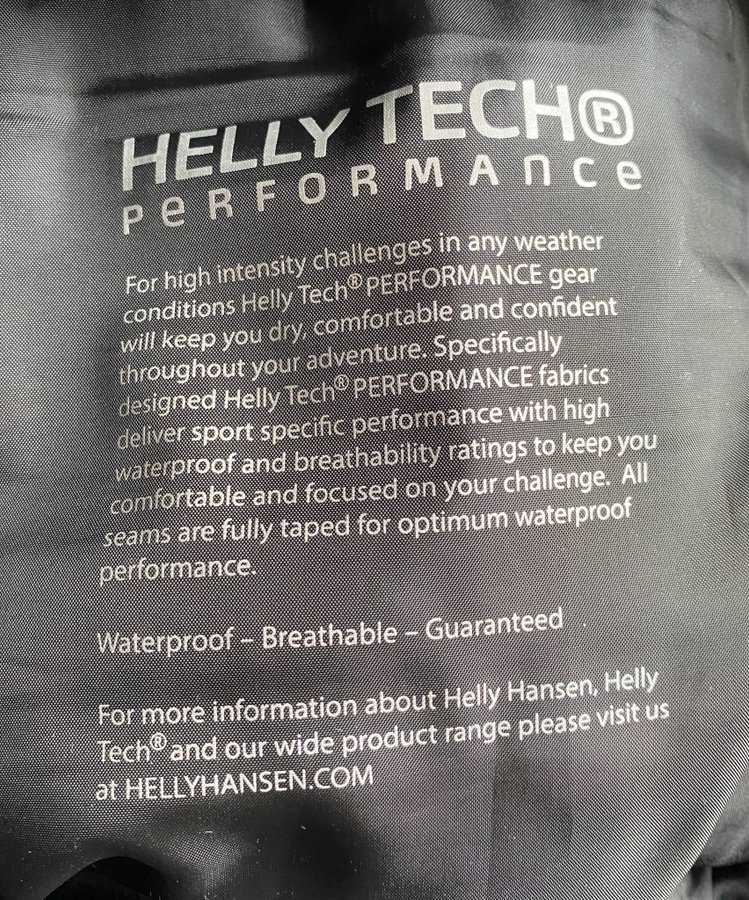 HELLY TECH®
PERFORMANCE
For high intensity challenges in any weather
conditions Helly Tech® PERFORMANCE gear
will keep you dry, comfortable and confident
throughout your adventure. Specifically
designed Helly Tech® PERFORMANCE fabrics
deliver sport specific performance with high
waterproof and breathability ratings to keep you
comfortable and focused on your challenge. All
seams are fully taped for optimum waterproof
performance.
Waterproof – Breathable – Guaranteed
For more information about Helly Hansen, Helly
Tech® and our wide product range please visit us
at HELLYHANSEN.COM